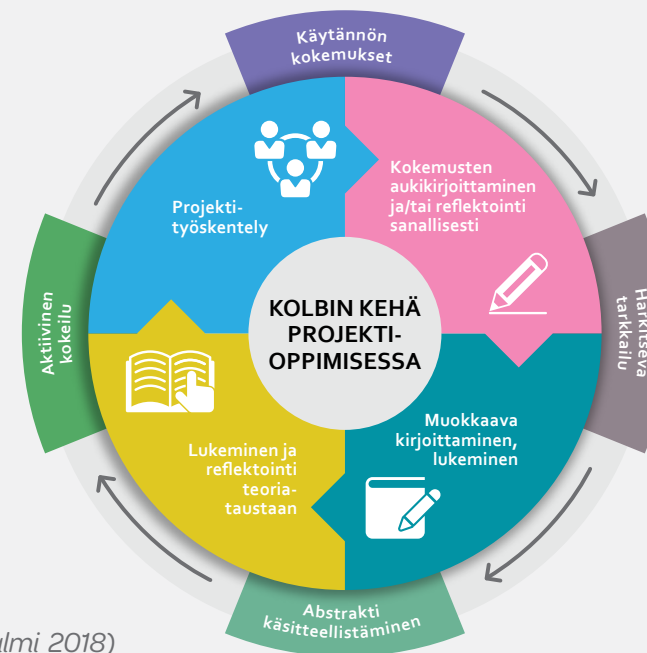 Käytännön
kokemukset
Projekti-
työskentely
Kokemusten
aukikirjoittaminen
ja/tai reflektointi
sanallisesti
Aktiivinen
kokeilu
KOLBIN KEHÄ
PROJEKTI-
OPPIMISESSA
Harkitseva
tarkkailu
Lukeminen ja
reflektointi
teoria-
taustaan
Muokkaava
kirjoittaminen,
lukeminen
Abstrakti
käsitteellistäminen
2018)